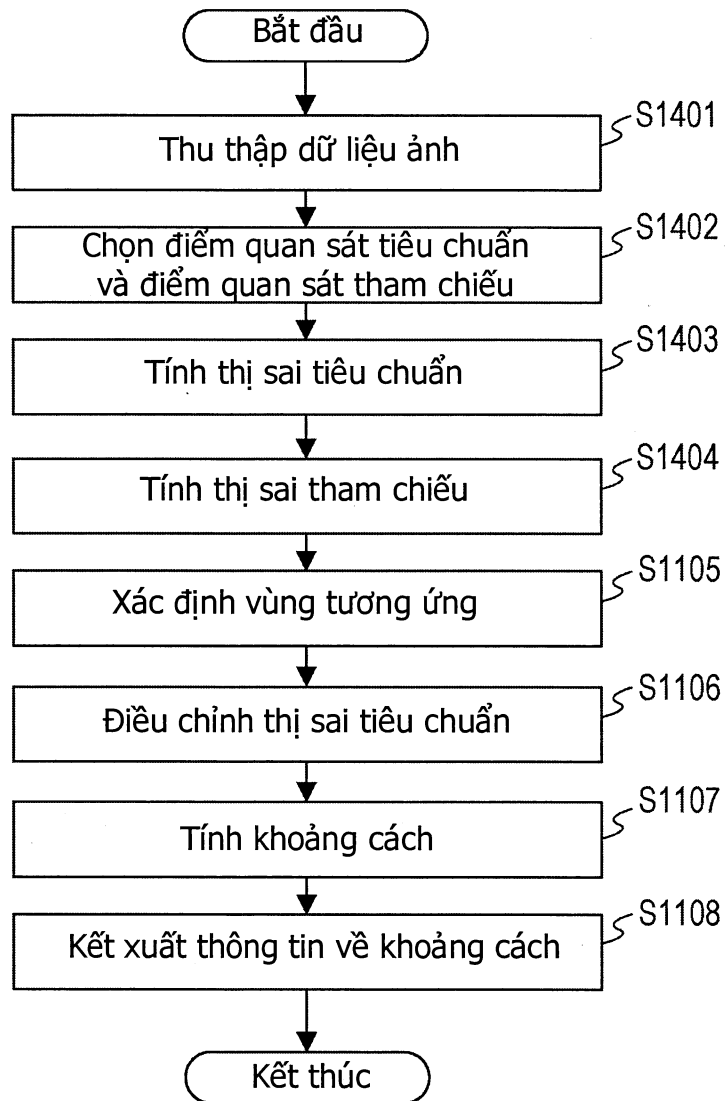 Bắt đầu
S1401
Thu thập dữ liệu ảnh
S1402
Chọn điểm quan sát tiêu chuẩn
và điểm quan sát tham chiếu
S1403
Tính thị sai tiêu chuẩn
S1404
Tính thị sai tham chiếu
S1105
Xác định vùng tương ứng
S1106
Điều chỉnh thị sai tiêu chuẩn
S1107
Tính khoảng cách
S1108
Kết xuất thông tin về khoảng cách
Kết thúc